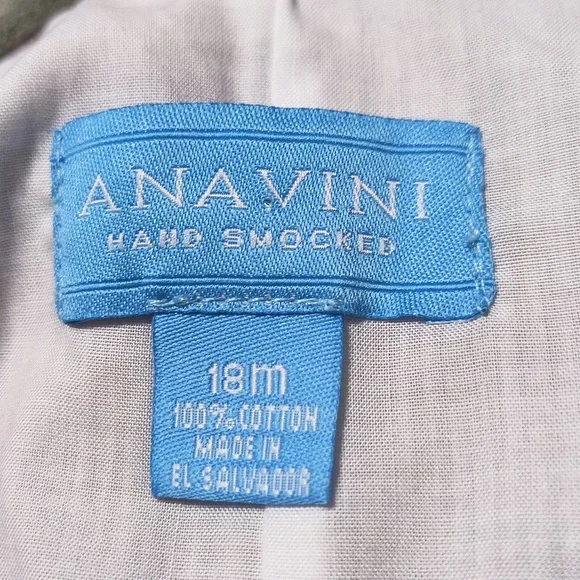 ANAVINI
HAND SMOCKED
18m
100% COTTON
MADE IN
EL SALVADOR